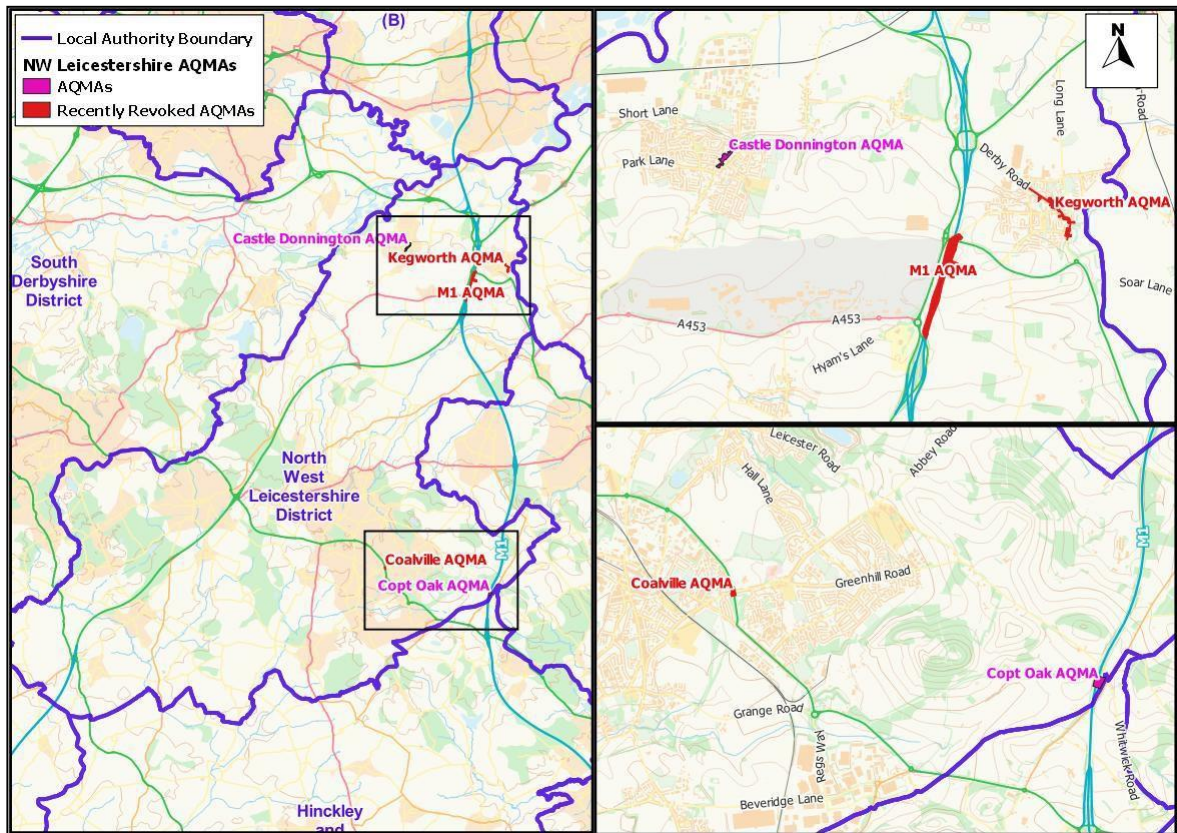 (B)
Local Authority Boundary
NW Leicestershire AQMAs
AQMAs
Recently Revoked AQMAs
Castle Donnington AQMA
Kegworth AQMA
M1 AQMA
South
Derbyshire
District
North
West
Leicestershire
District
Coalville AQMA
Copt Oak AQMA
M1
Hinckley
and
N
Short Lane
Park Lane
Castle Donnington AQMA
Long Lane
Road
Derby Road
Kegworth AQMA
M1 AQMA
Soar Lane
A453
A453
Hyam's Lane
Leicester Road
Abbey Road
Hall Lane
M1
Greenhill Road
Coalville AQMA
Copt Oak AQMA
Grange Road
Regs Way
Whitwick Road
Beveridge Lane